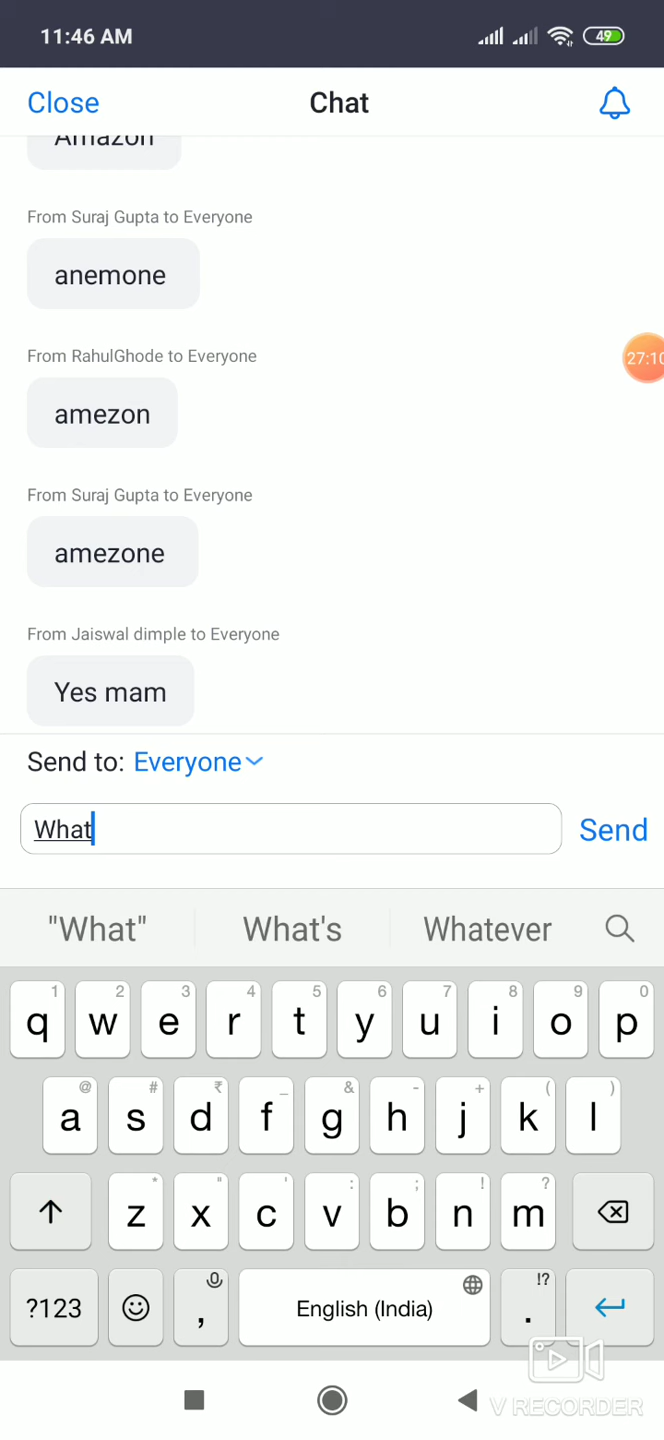 11:46 AM
49
Close
Chat
Amazon
From Suraj Gupta to Everyone
anemone
From RahulGhode to Everyone
amezon
27:10
From Suraj Gupta to Everyone
amezone
From Jaiswal dimple to Everyone
Yes mam
Send to: Everyone
What
Send
"What" What's Whatever
1 2 3 4 5 6 7 8 9 0
q w e r t y u i o p
@ # ₹ _ & - + ( )
a s d f g h j k l
* " ' : ; ! ?
z x c v b n m
!?
?123 , English (India) .
V RECORDER